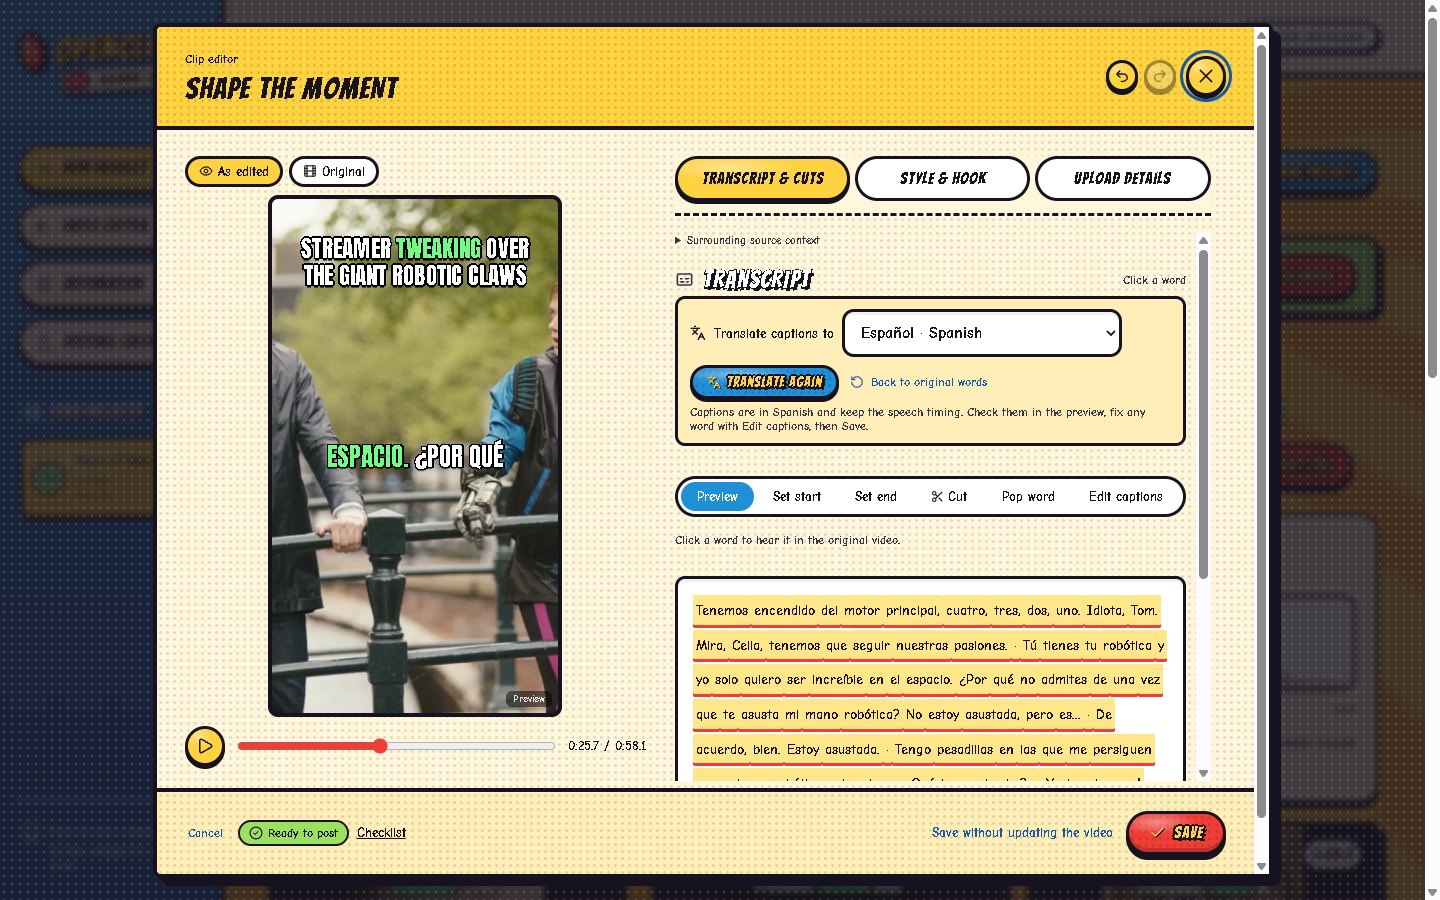 Clip editor
SHAPE THE MOMENT
As edited
Original
STREAMER TWEAKING OVER
THE GIANT ROBOTIC CLAWS
ESPACIO. ¿POR QUÉ
Preview
0:25.7 / 0:58.1
TRANSCRIPT & CUTS
STYLE & HOOK
UPLOAD DETAILS
Surrounding source context
TRANSCRIPT
Click a word
Translate captions to
Español · Spanish
TRANSLATE AGAIN
Back to original words
Captions are in Spanish and keep the speech timing. Check them in the preview, fix any
word with Edit captions, then Save.
Preview
Set start
Set end
Cut
Pop word
Edit captions
Click a word to hear it in the original video.
Tenemos encendido del motor principal, cuatro, tres, dos, uno. Idiota, Tom.
Mira, Celia, tenemos que seguir nuestras pasiones. · Tú tienes tu robótica y
yo solo quiero ser increíble en el espacio. ¿Por qué no admites de una vez
que te asusta mi mano robótica? No estoy asustada, pero es... · De
acuerdo, bien. Estoy asustada. · Tengo pesadillas en las que me persiguen
Cancel
Ready to post
Checklist
Save without updating the video
SAVE